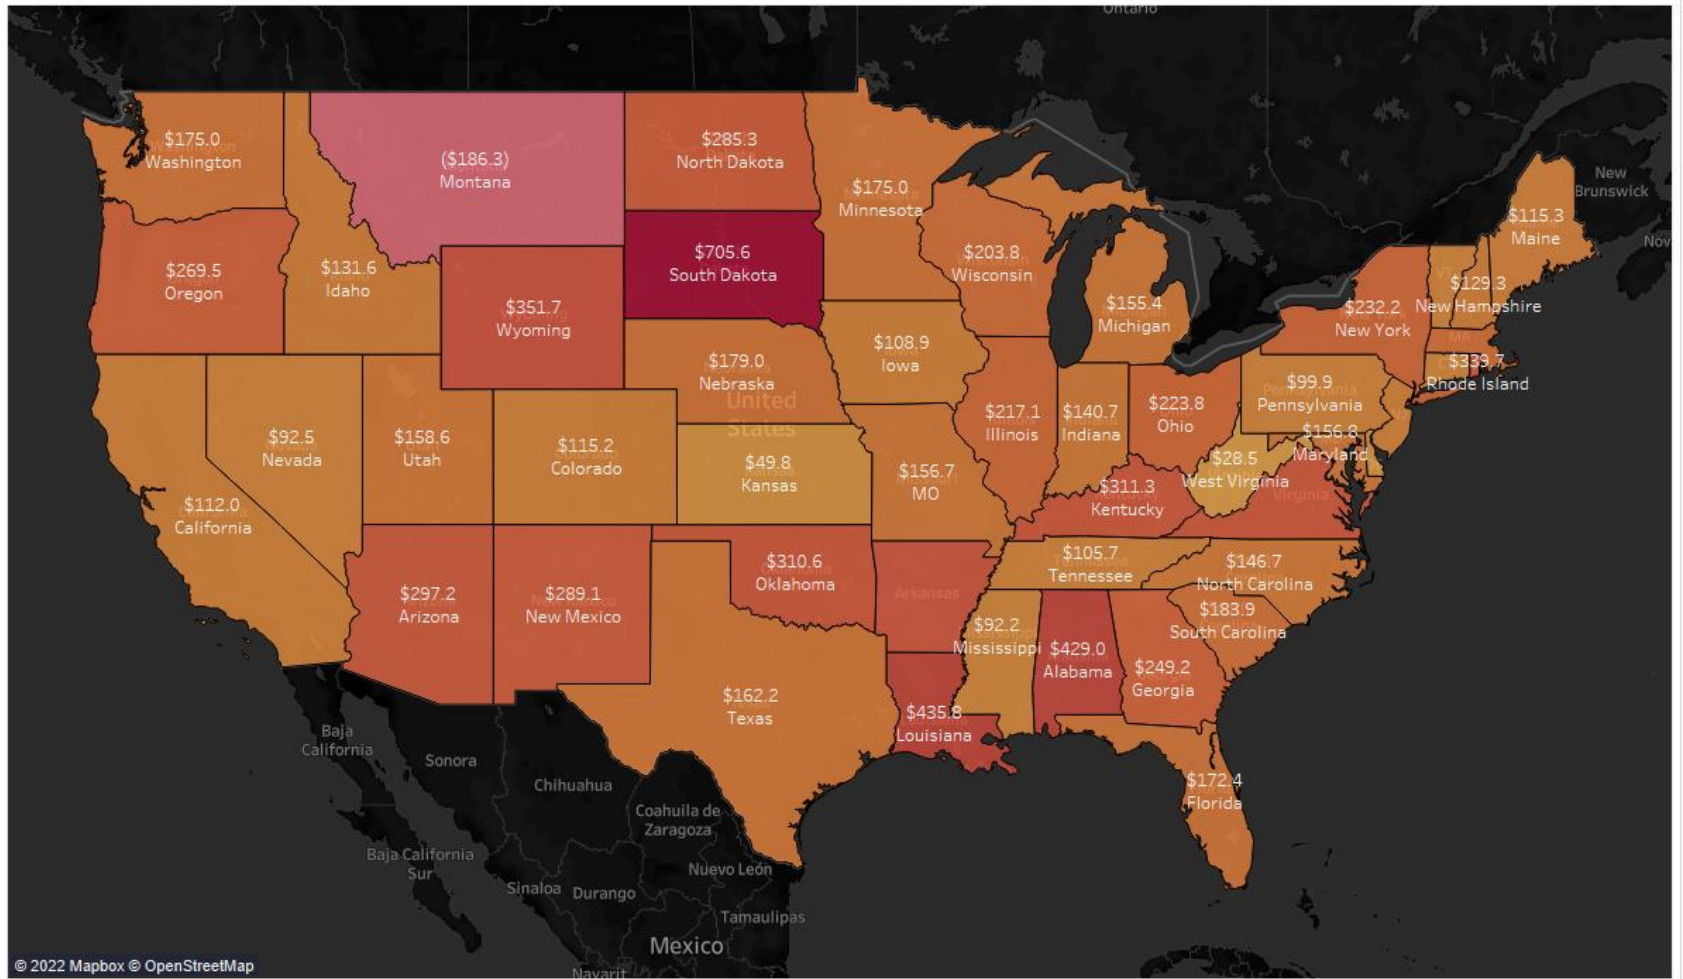 Ontario
$175.0
Washington
($186.3)
Montana
$285.3
North Dakota
$175.0
Minnesota
New
Brunswick
$115.3
Maine
Nov
$269.5
Oregon
$131.6
Idaho
$351.7
Wyoming
$705.6
South Dakota
$203.8
Wisconsin
$155.4
Michigan
$232.2
New York
VT
$129.3
New Hampshire
MA
$108.9
Iowa
$179.0
Nebraska
United
States
$339.7
Rhode Island
$99.9
Pennsylvania
$92.5
Nevada
$158.6
Utah
$115.2
Colorado
$49.8
Kansas
$156.7
MO
$217.1
Illinois
$140.7
Indiana
$223.8
Ohio
$156.8
Maryland
$28.5
West Virginia
Virginia
$112.0
California
$311.3
Kentucky
$297.2
Arizona
$289.1
New Mexico
$310.6
Oklahoma
Arkansas
$105.7
Tennessee
$146.7
North Carolina
$183.9
South Carolina
$92.2
Mississippi
$429.0
Alabama
$249.2
Georgia
$162.2
Texas
$435.8
Louisiana
$172.4
Florida
Baja
California
Sonora
Chihuahua
Coahuila de
Zaragoza
Baja California
Sur
Sinaloa
Durango
Nuevo León
Tamaulipas
Mexico
Nayarit
© 2022 Mapbox © OpenStreetMap